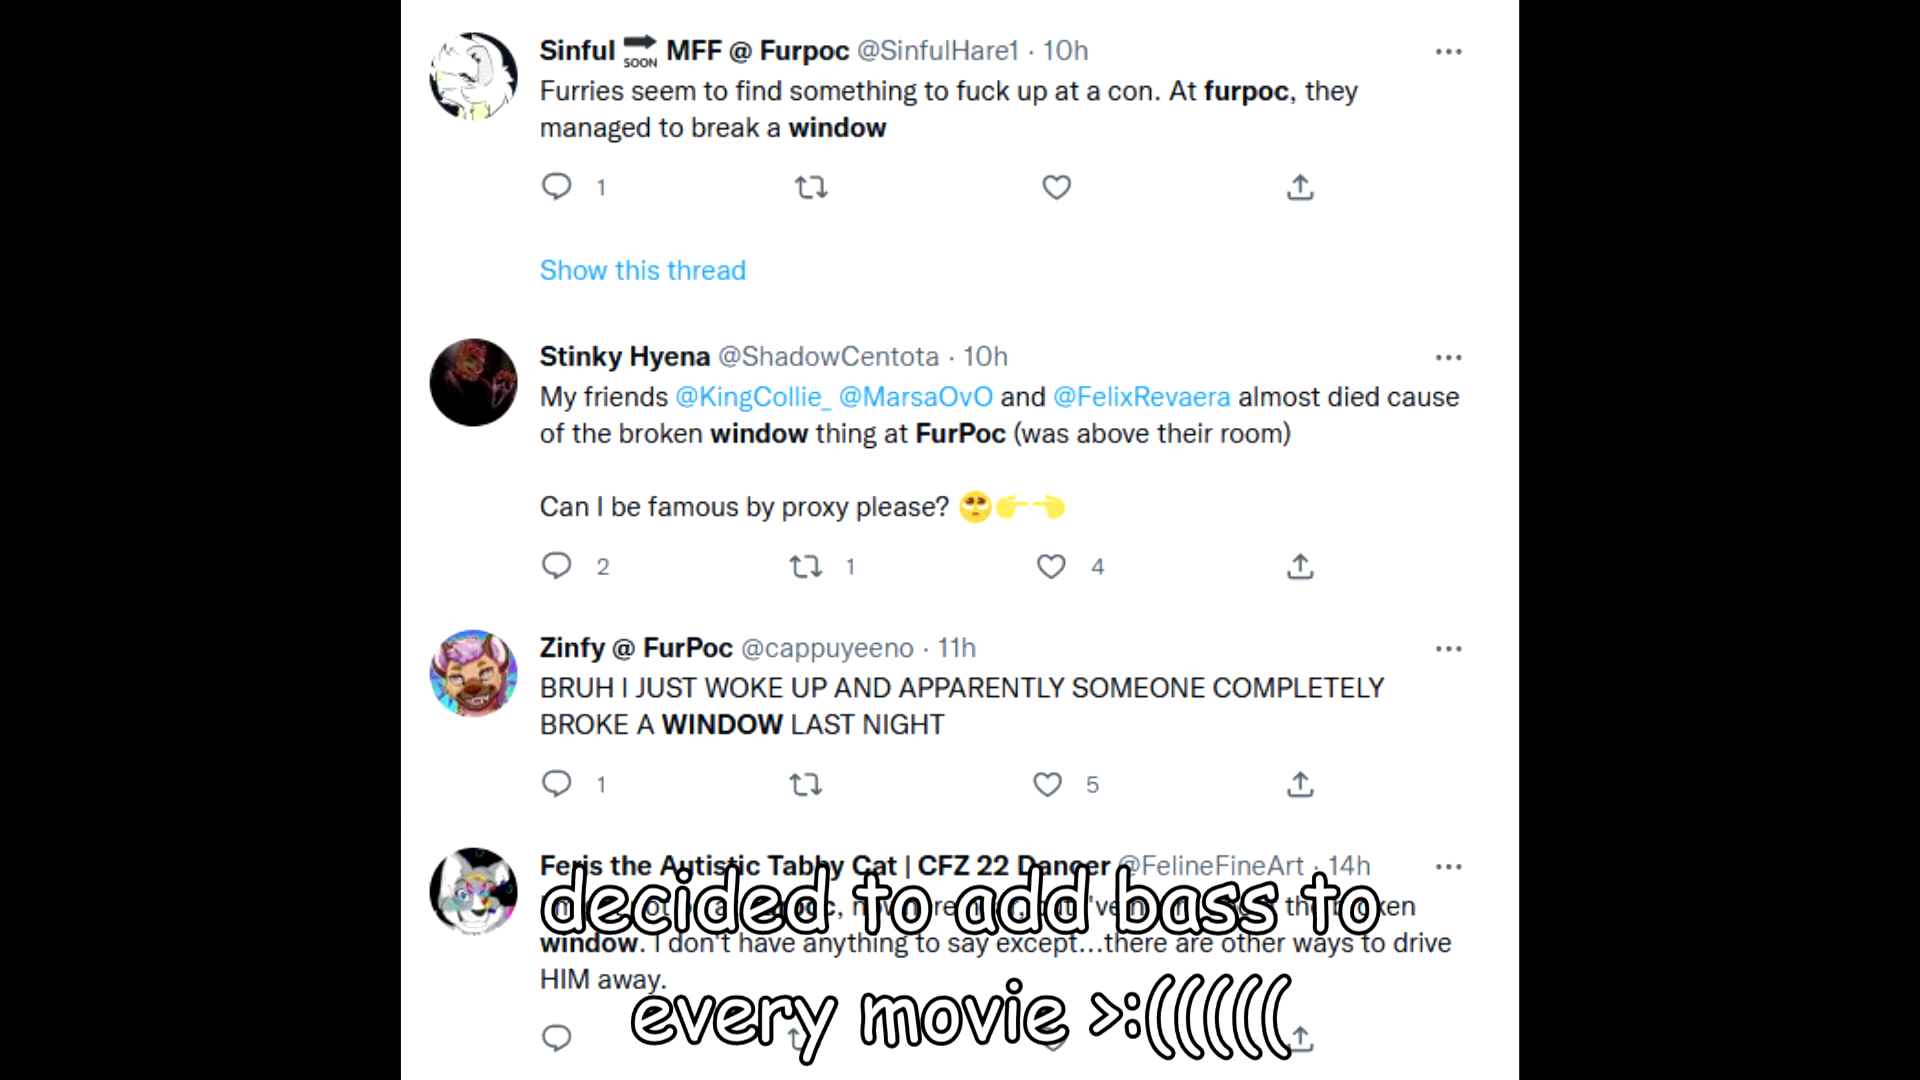 Sinful SOON MFF @ Furpoc @SinfulHare1 · 10h
Furries seem to find something to fuck up at a con. At furpoc, they
managed to break a window
1
Show this thread
Stinky Hyena @ShadowCentota · 10h
My friends @KingCollie_ @MarsaOvO and @FelixRevaera almost died cause
of the broken window thing at FurPoc (was above their room)
Can I be famous by proxy please? 🥺👉👈
2 1 4
Zinfy @ FurPoc @cappuyeeno · 11h
BRUH I JUST WOKE UP AND APPARENTLY SOMEONE COMPLETELY
BROKE A WINDOW LAST NIGHT
1 5
Feris the Autistic Tabby Cat | CFZ 22 Dancer @FelineFineArt · 14h
decided to add bass to
the broken
window. I don't have anything to say except...there are other ways to drive
HIM away.
every movie >:((((((